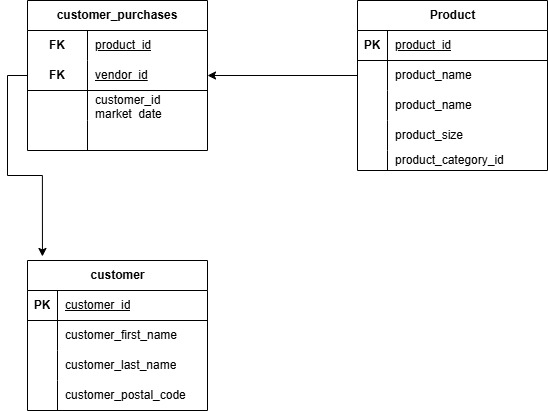 customer_purchases
FK product_id
FK vendor_id
customer_id
market_date
Product
PK product_id
product_name
product_name
product_size
product_category_id
customer
PK customer_id
customer_first_name
customer_last_name
customer_postal_code